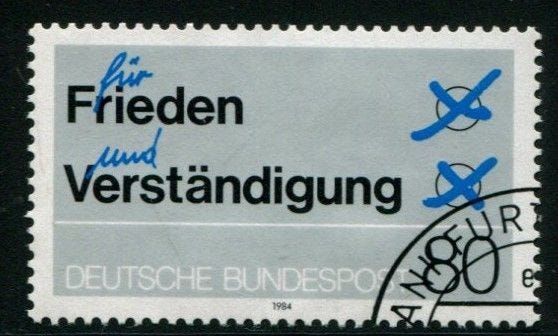 für
Frieden
und
Verständigung
DEUTSCHE BUNDESPOST 80
1984